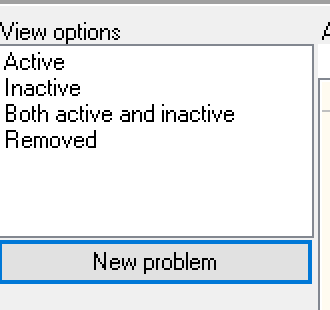 View options
Active
Inactive
Both active and inactive
Removed
New problem